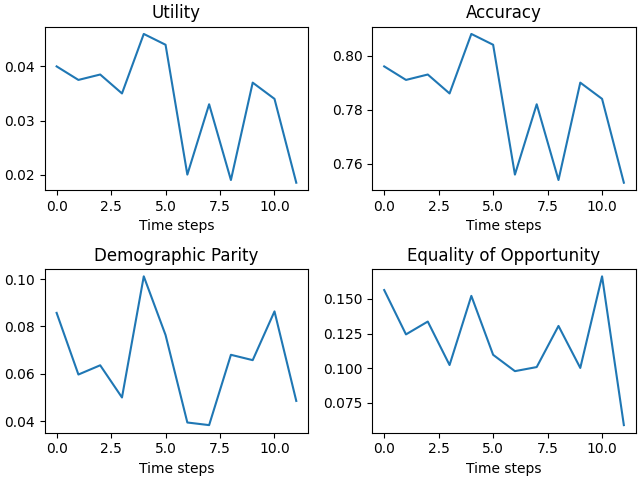 Utility
0.04
0.03
0.02
0.0 2.5 5.0 7.5 10.0
Time steps
Accuracy
0.80
0.78
0.76
0.0 2.5 5.0 7.5 10.0
Time steps
Demographic Parity
0.10
0.08
0.06
0.04
0.0 2.5 5.0 7.5 10.0
Time steps
Equality of Opportunity
0.150
0.125
0.100
0.075
0.0 2.5 5.0 7.5 10.0
Time steps